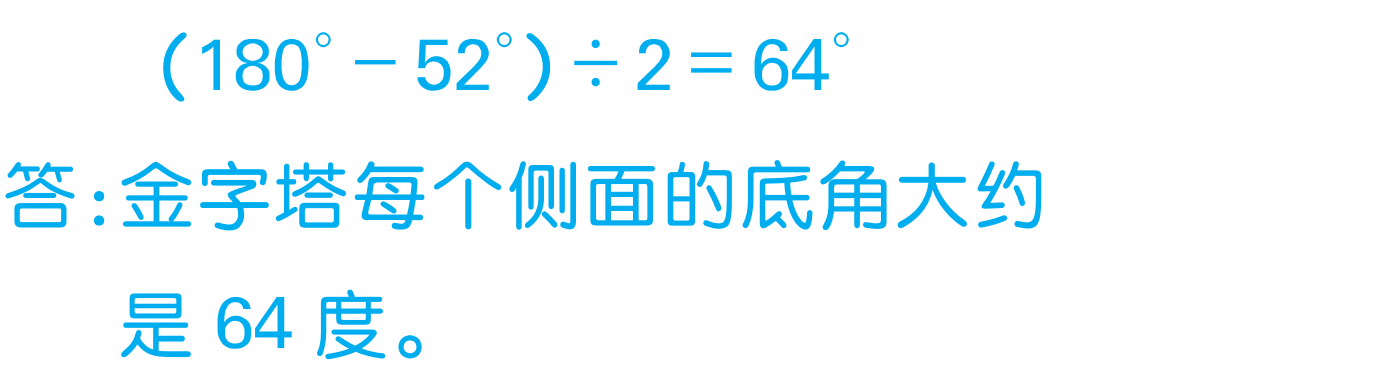 (180° − 52°) ÷ 2 = 64°
答:金字塔每个侧面的底角大约
是 64 度。